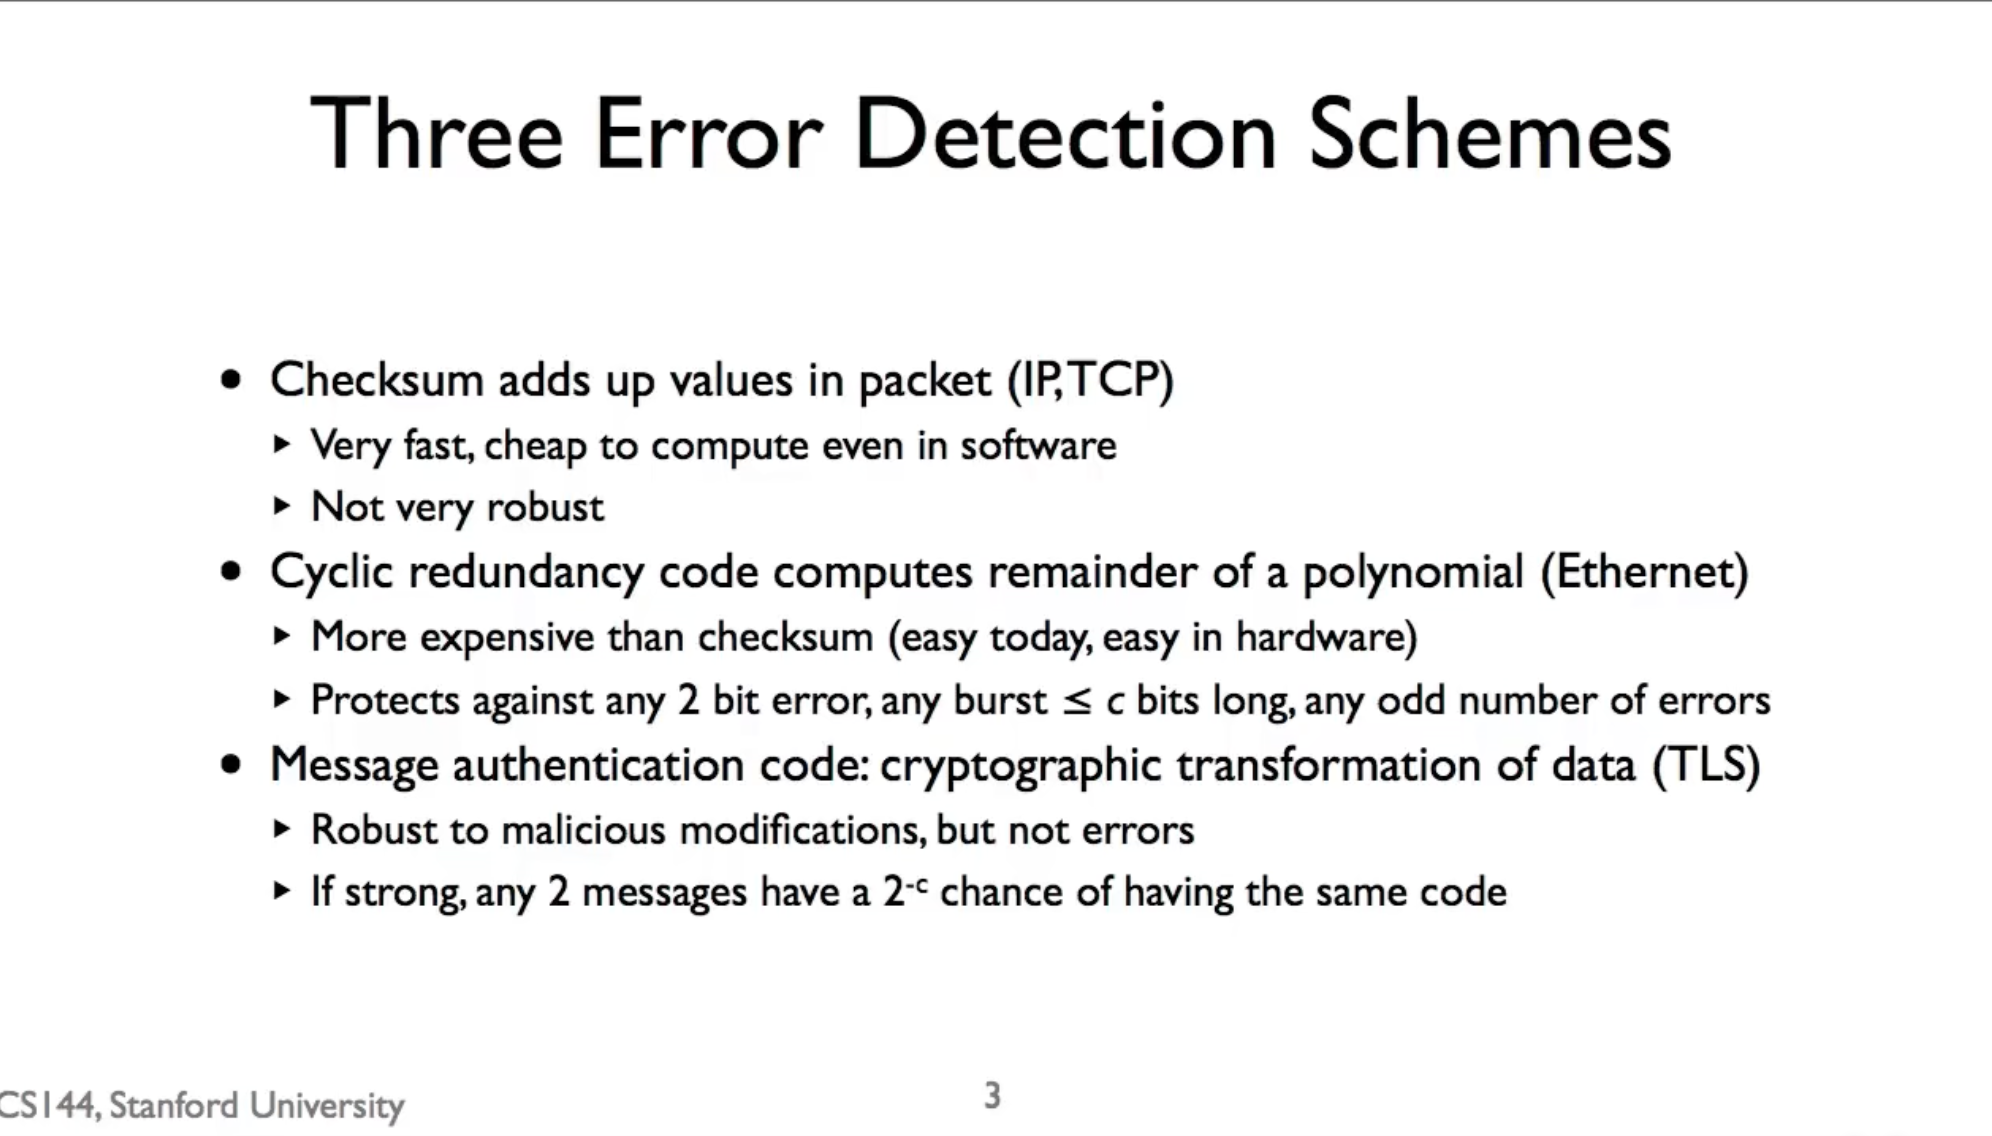 Three Error Detection Schemes
• Checksum adds up values in packet (IP, TCP)
‣ Very fast, cheap to compute even in software
‣ Not very robust
• Cyclic redundancy code computes remainder of a polynomial (Ethernet)
‣ More expensive than checksum (easy today, easy in hardware)
‣ Protects against any 2 bit error, any burst ≤ c bits long, any odd number of errors
• Message authentication code: cryptographic transformation of data (TLS)
‣ Robust to malicious modifications, but not errors
‣ If strong, any 2 messages have a 2⁻ᶜ chance of having the same code
CS144, Stanford University
3